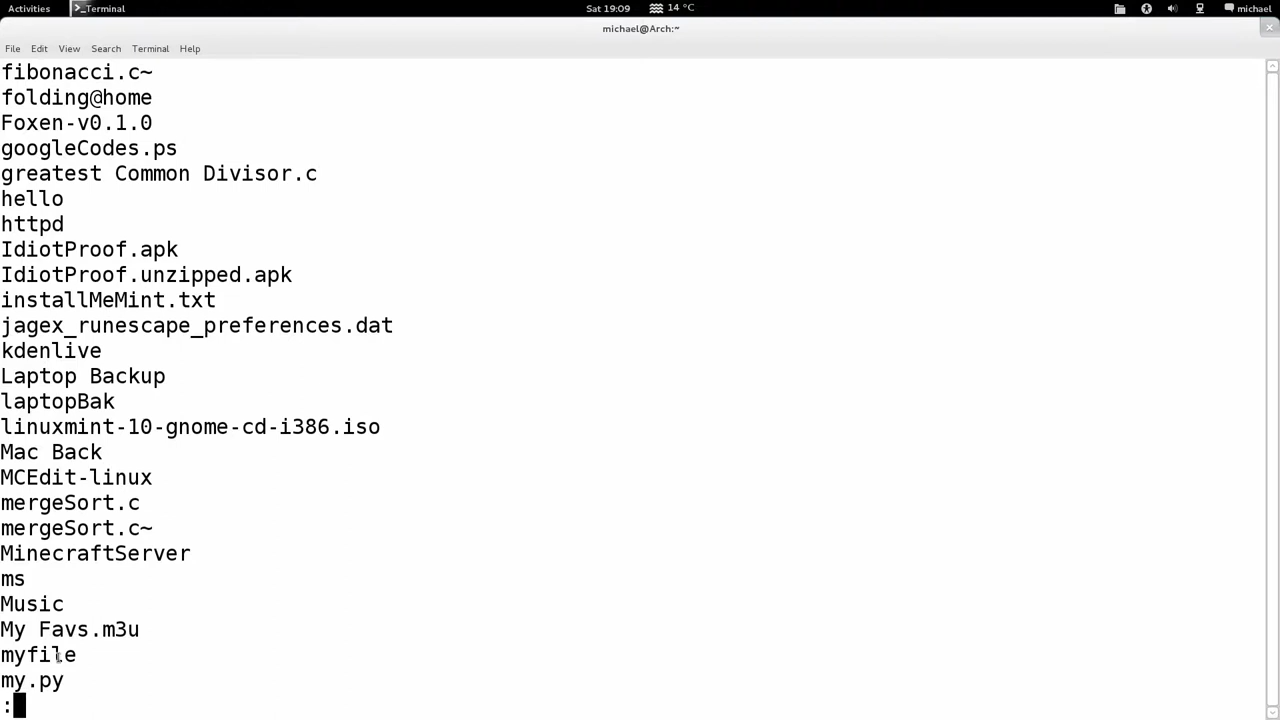 Activities Terminal Sat 19:09 14 °C michael
michael@Arch:~
File Edit View Search Terminal Help
fibonacci.c~
folding@home
Foxen-v0.1.0
googleCodes.ps
greatest Common Divisor.c
hello
httpd
IdiotProof.apk
IdiotProof.unzipped.apk
installMeMint.txt
jagex_runescape_preferences.dat
kdenlive
Laptop Backup
laptopBak
linuxmint-10-gnome-cd-i386.iso
Mac Back
MCEdit-linux
mergeSort.c
mergeSort.c~
MinecraftServer
ms
Music
My Favs.m3u
myfile
my.py
: